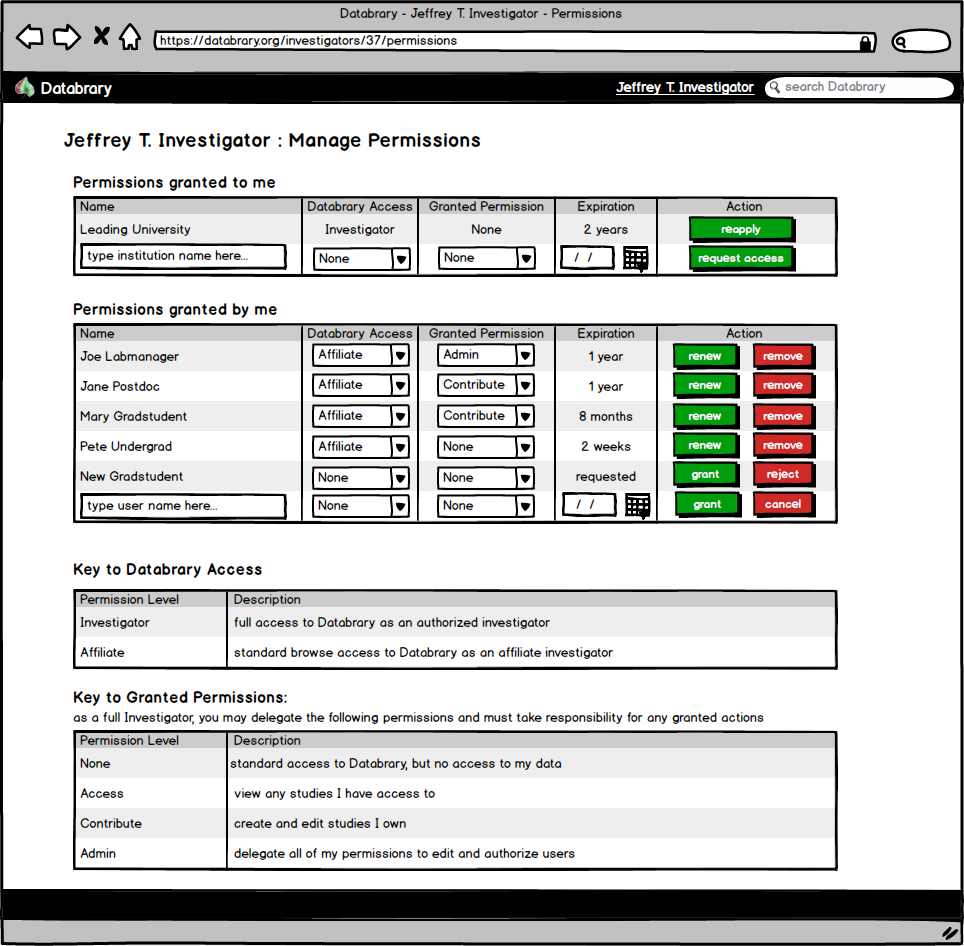 Databrary - Jeffrey T. Investigator - Permissions
https://databrary.org/investigators/37/permissions
Databrary Jeffrey T. Investigator search Databrary
Jeffrey T. Investigator : Manage Permissions
Permissions granted to me
Name Databrary Access Granted Permission Expiration Action
Leading University Investigator None 2 years reapply
type institution name here... None None / / request access
Permissions granted by me
Name Databrary Access Granted Permission Expiration Action
Joe Labmanager Affiliate Admin 1 year renew remove
Jane Postdoc Affiliate Contribute 1 year renew remove
Mary Gradstudent Affiliate Contribute 8 months renew remove
Pete Undergrad Affiliate None 2 weeks renew remove
New Gradstudent None None requested grant reject
type user name here... None None / / grant cancel
Key to Databrary Access
Permission Level Description
Investigator full access to Databrary as an authorized investigator
Affiliate standard browse access to Databrary as an affiliate investigator
Key to Granted Permissions:
as a full Investigator, you may delegate the following permissions and must take responsibility for any granted actions
Permission Level Description
None standard access to Databrary, but no access to my data
Access view any studies I have access to
Contribute create and edit studies I own
Admin delegate all of my permissions to edit and authorize users